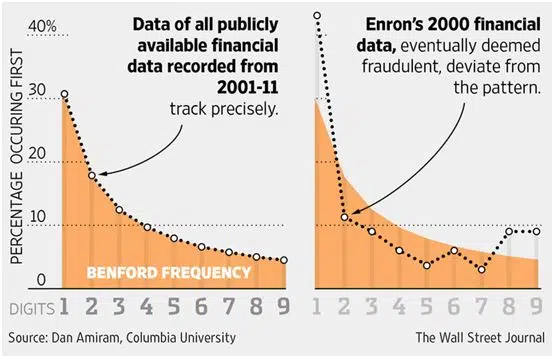 40%
30
20
10
0
PERCENTAGE OCCURING FIRST
Data of all publicly
available financial
data recorded from
2001-11
track precisely.
BENFORD FREQUENCY
Enron's 2000 financial
data, eventually deemed
fraudulent, deviate from
the pattern.
DIGITS 1 2 3 4 5 6 7 8 9 1 2 3 4 5 6 7 8 9
Source: Dan Amiram, Columbia University
The Wall Street Journal